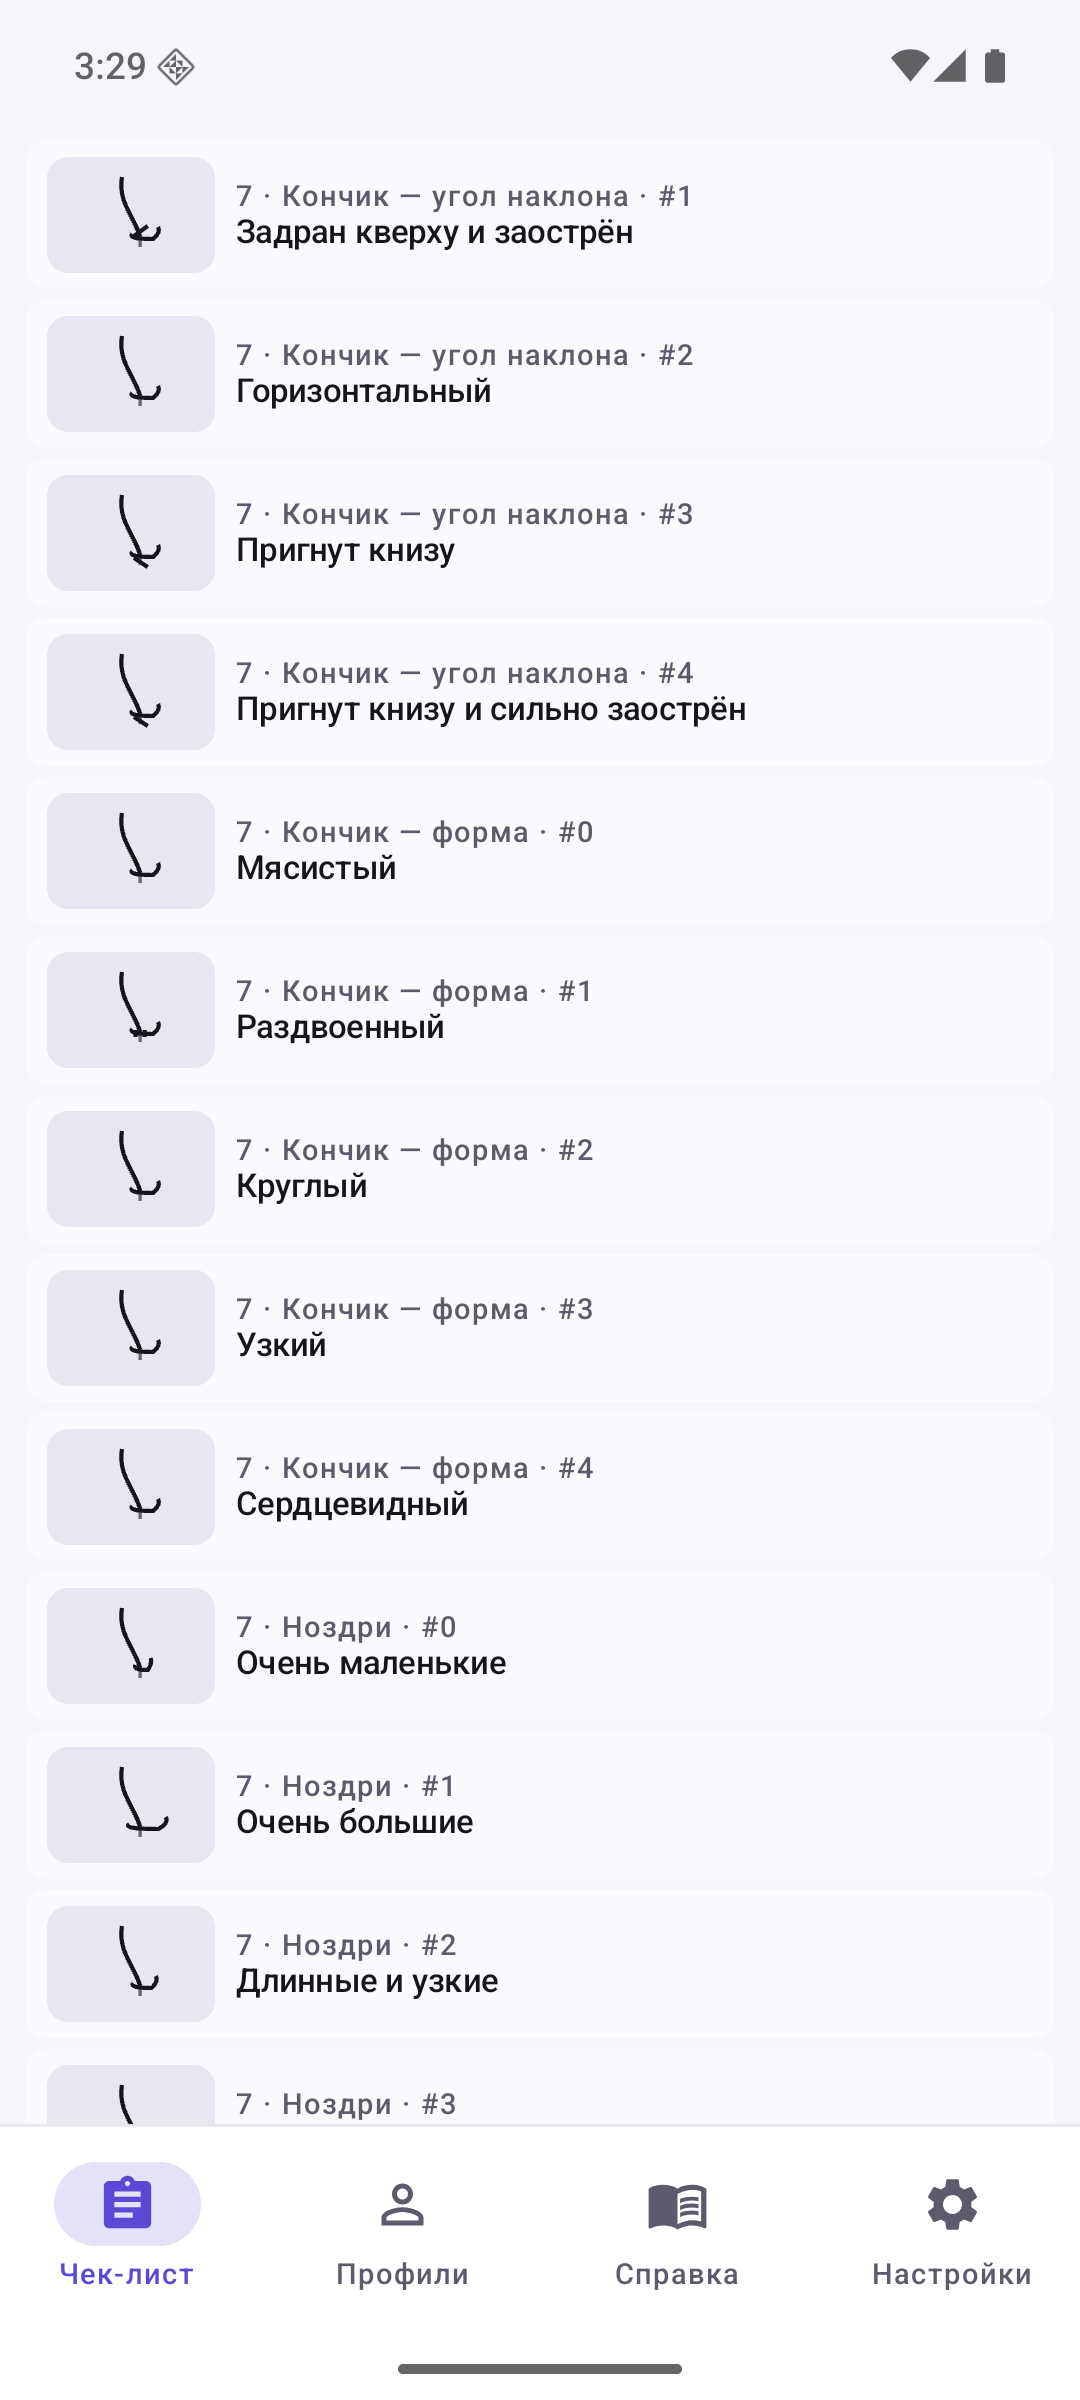 3:29
7 · Кончик — угол наклона · #1
Задран кверху и заострён
7 · Кончик — угол наклона · #2
Горизонтальный
7 · Кончик — угол наклона · #3
Пригнут книзу
7 · Кончик — угол наклона · #4
Пригнут книзу и сильно заострён
7 · Кончик — форма · #0
Мясистый
7 · Кончик — форма · #1
Раздвоенный
7 · Кончик — форма · #2
Круглый
7 · Кончик — форма · #3
Узкий
7 · Кончик — форма · #4
Сердцевидный
7 · Ноздри · #0
Очень маленькие
7 · Ноздри · #1
Очень большие
7 · Ноздри · #2
Длинные и узкие
7 · Ноздри · #3
Чек-лист
Профили
Справка
Настройки